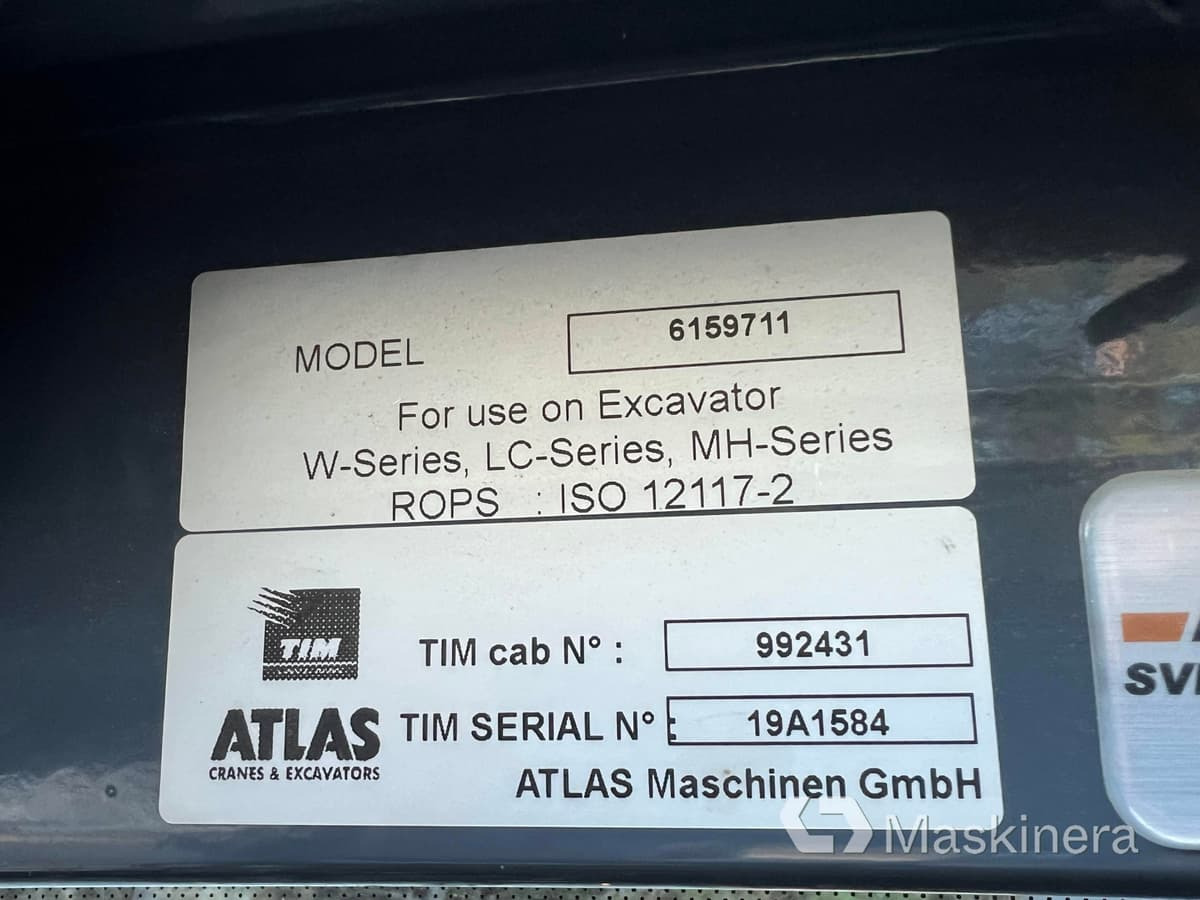 MODEL 6159711
For use on Excavator
W-Series, LC-Series, MH-Series
ROPS : ISO 12117-2
TIM
TIM cab N° : 992431
ATLAS
CRANES & EXCAVATORS
TIM SERIAL N° : 19A1584
ATLAS Maschinen GmbH
Maskinera